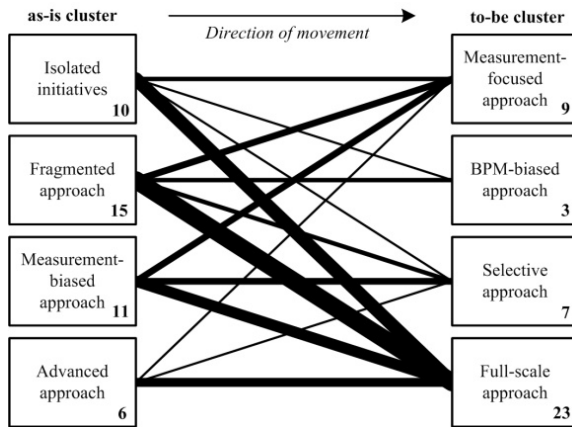 as-is cluster
Direction of movement
to-be cluster
Isolated
initiatives
10
Fragmented
approach
15
Measurement-
biased
approach
11
Advanced
approach
6
Measurement-
focused
approach
9
BPM-biased
approach
3
Selective
approach
7
Full-scale
approach
23